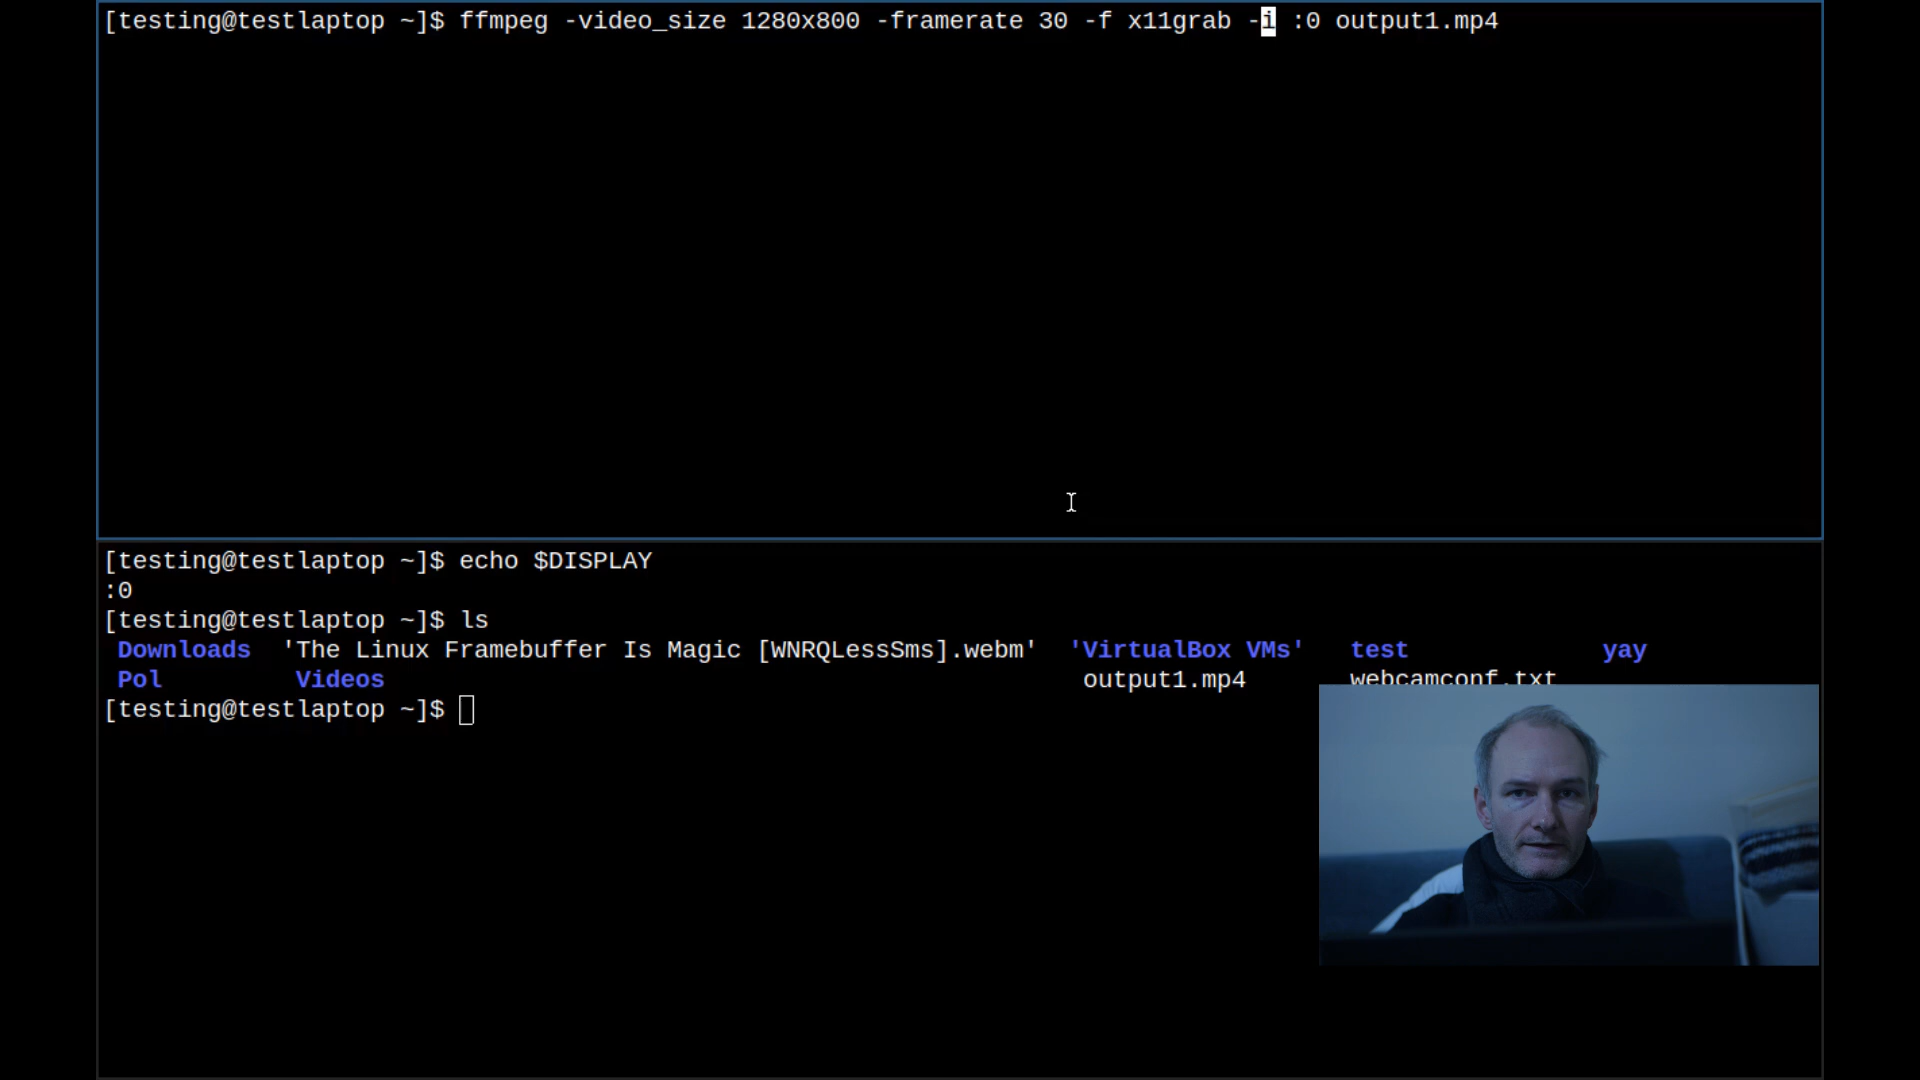 [testing@testlaptop ~]$ ffmpeg -video_size 1280x800 -framerate 30 -f x11grab -i :0 output1.mp4
[testing@testlaptop ~]$ echo $DISPLAY
:0
[testing@testlaptop ~]$ ls
Downloads 'The Linux Framebuffer Is Magic [WNRQLessSms].webm' 'VirtualBox VMs' test yay
Pol Videos output1.mp4 webcamconf.txt
[testing@testlaptop ~]$